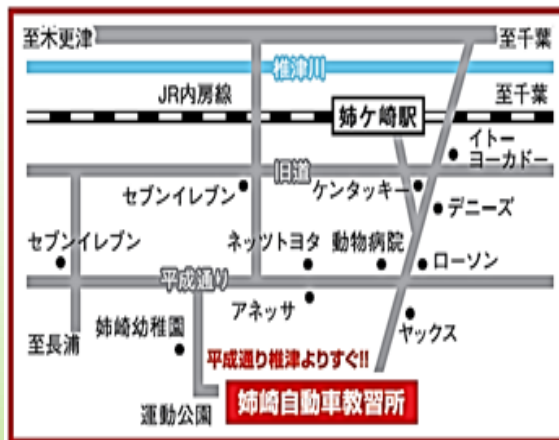 至木更津
至千葉
椎津川
JR内房線
至千葉
姉ケ崎駅
イトー
ヨーカドー
旧道
セブンイレブン
ケンタッキー
デニーズ
セブンイレブン
ネッツトヨタ
動物病院
ローソン
平成通り
アネッサ
ヤックス
至長浦
姉崎幼稚園
平成通り椎津よりすぐ!!
姉崎自動車教習所
運動公園